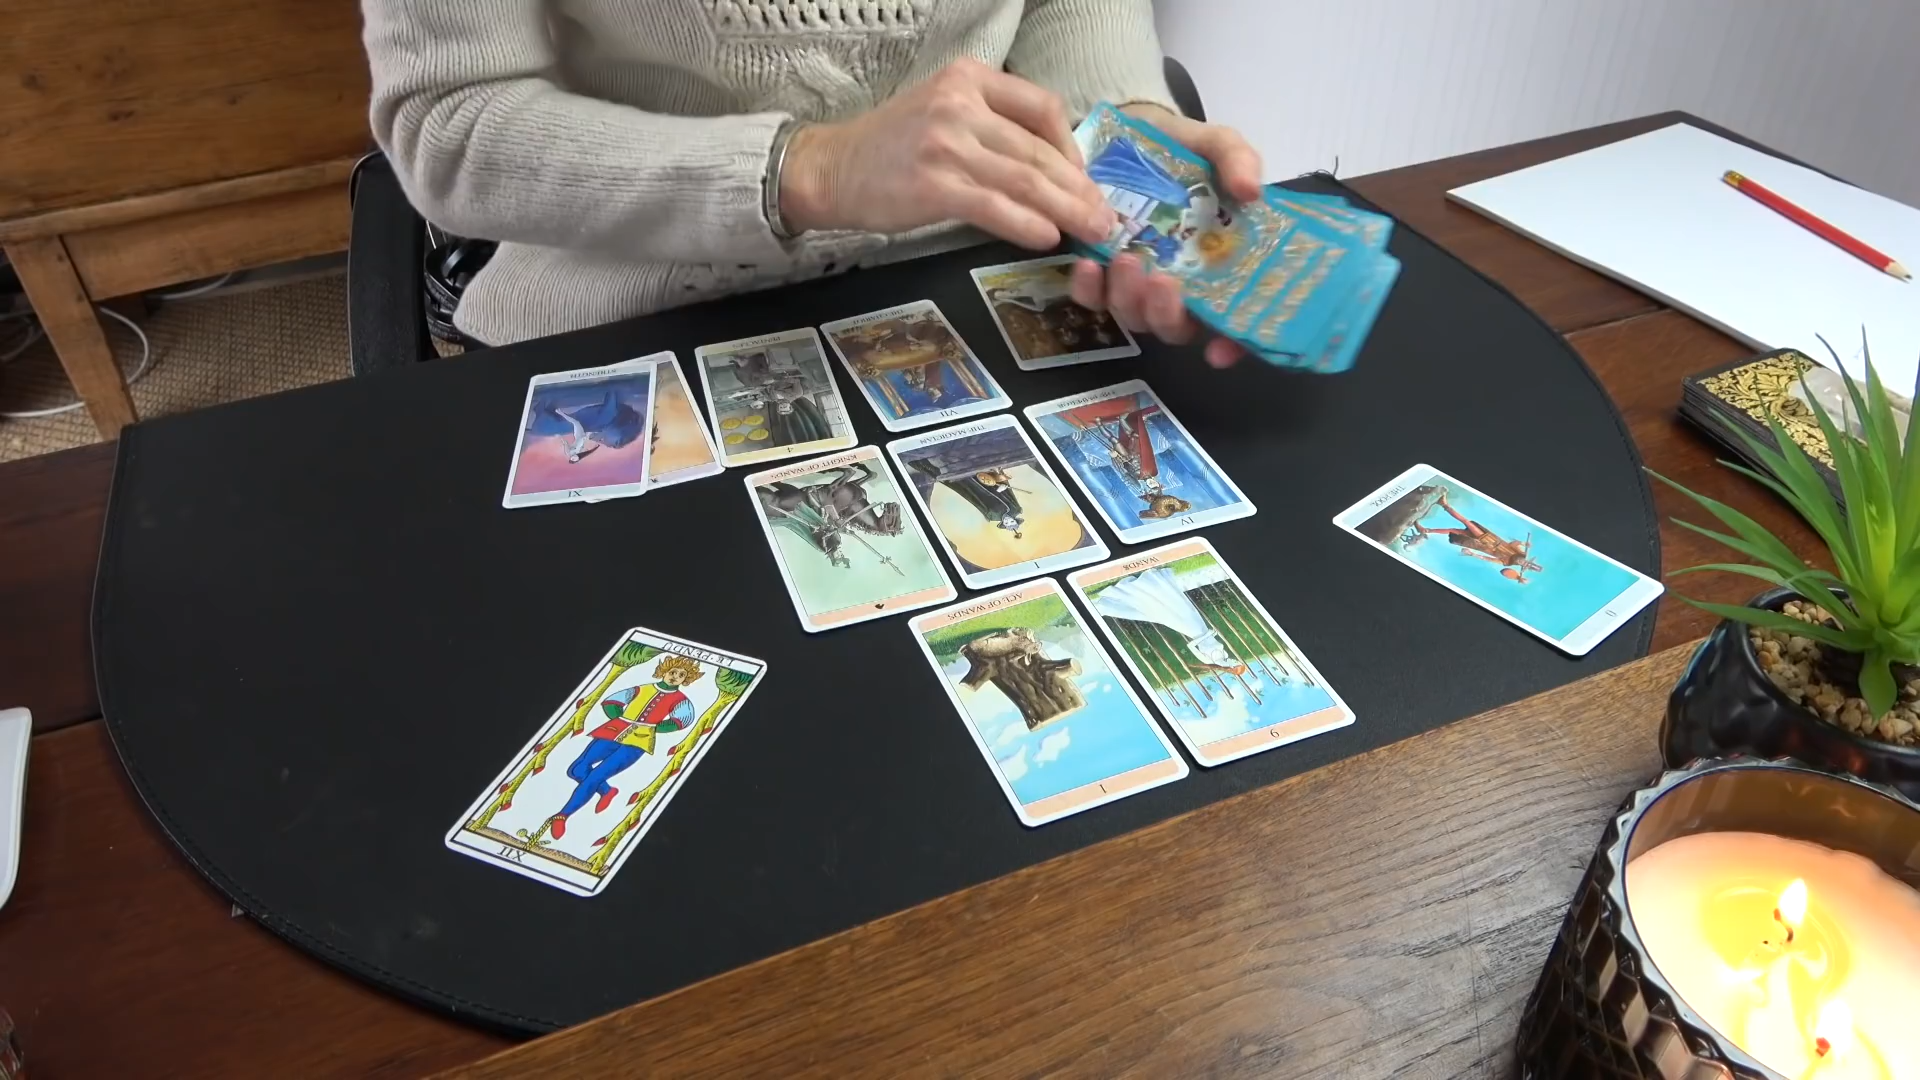 STRENGTH
XI
PENTACLES
4
THE CHARIOT
VII
KNIGHT OF WANDS
THE MAGICIAN
I
THE EMPEROR
IV
ACE OF WANDS
I
WANDS
THE FOOL
0
LE·PENDU
XII